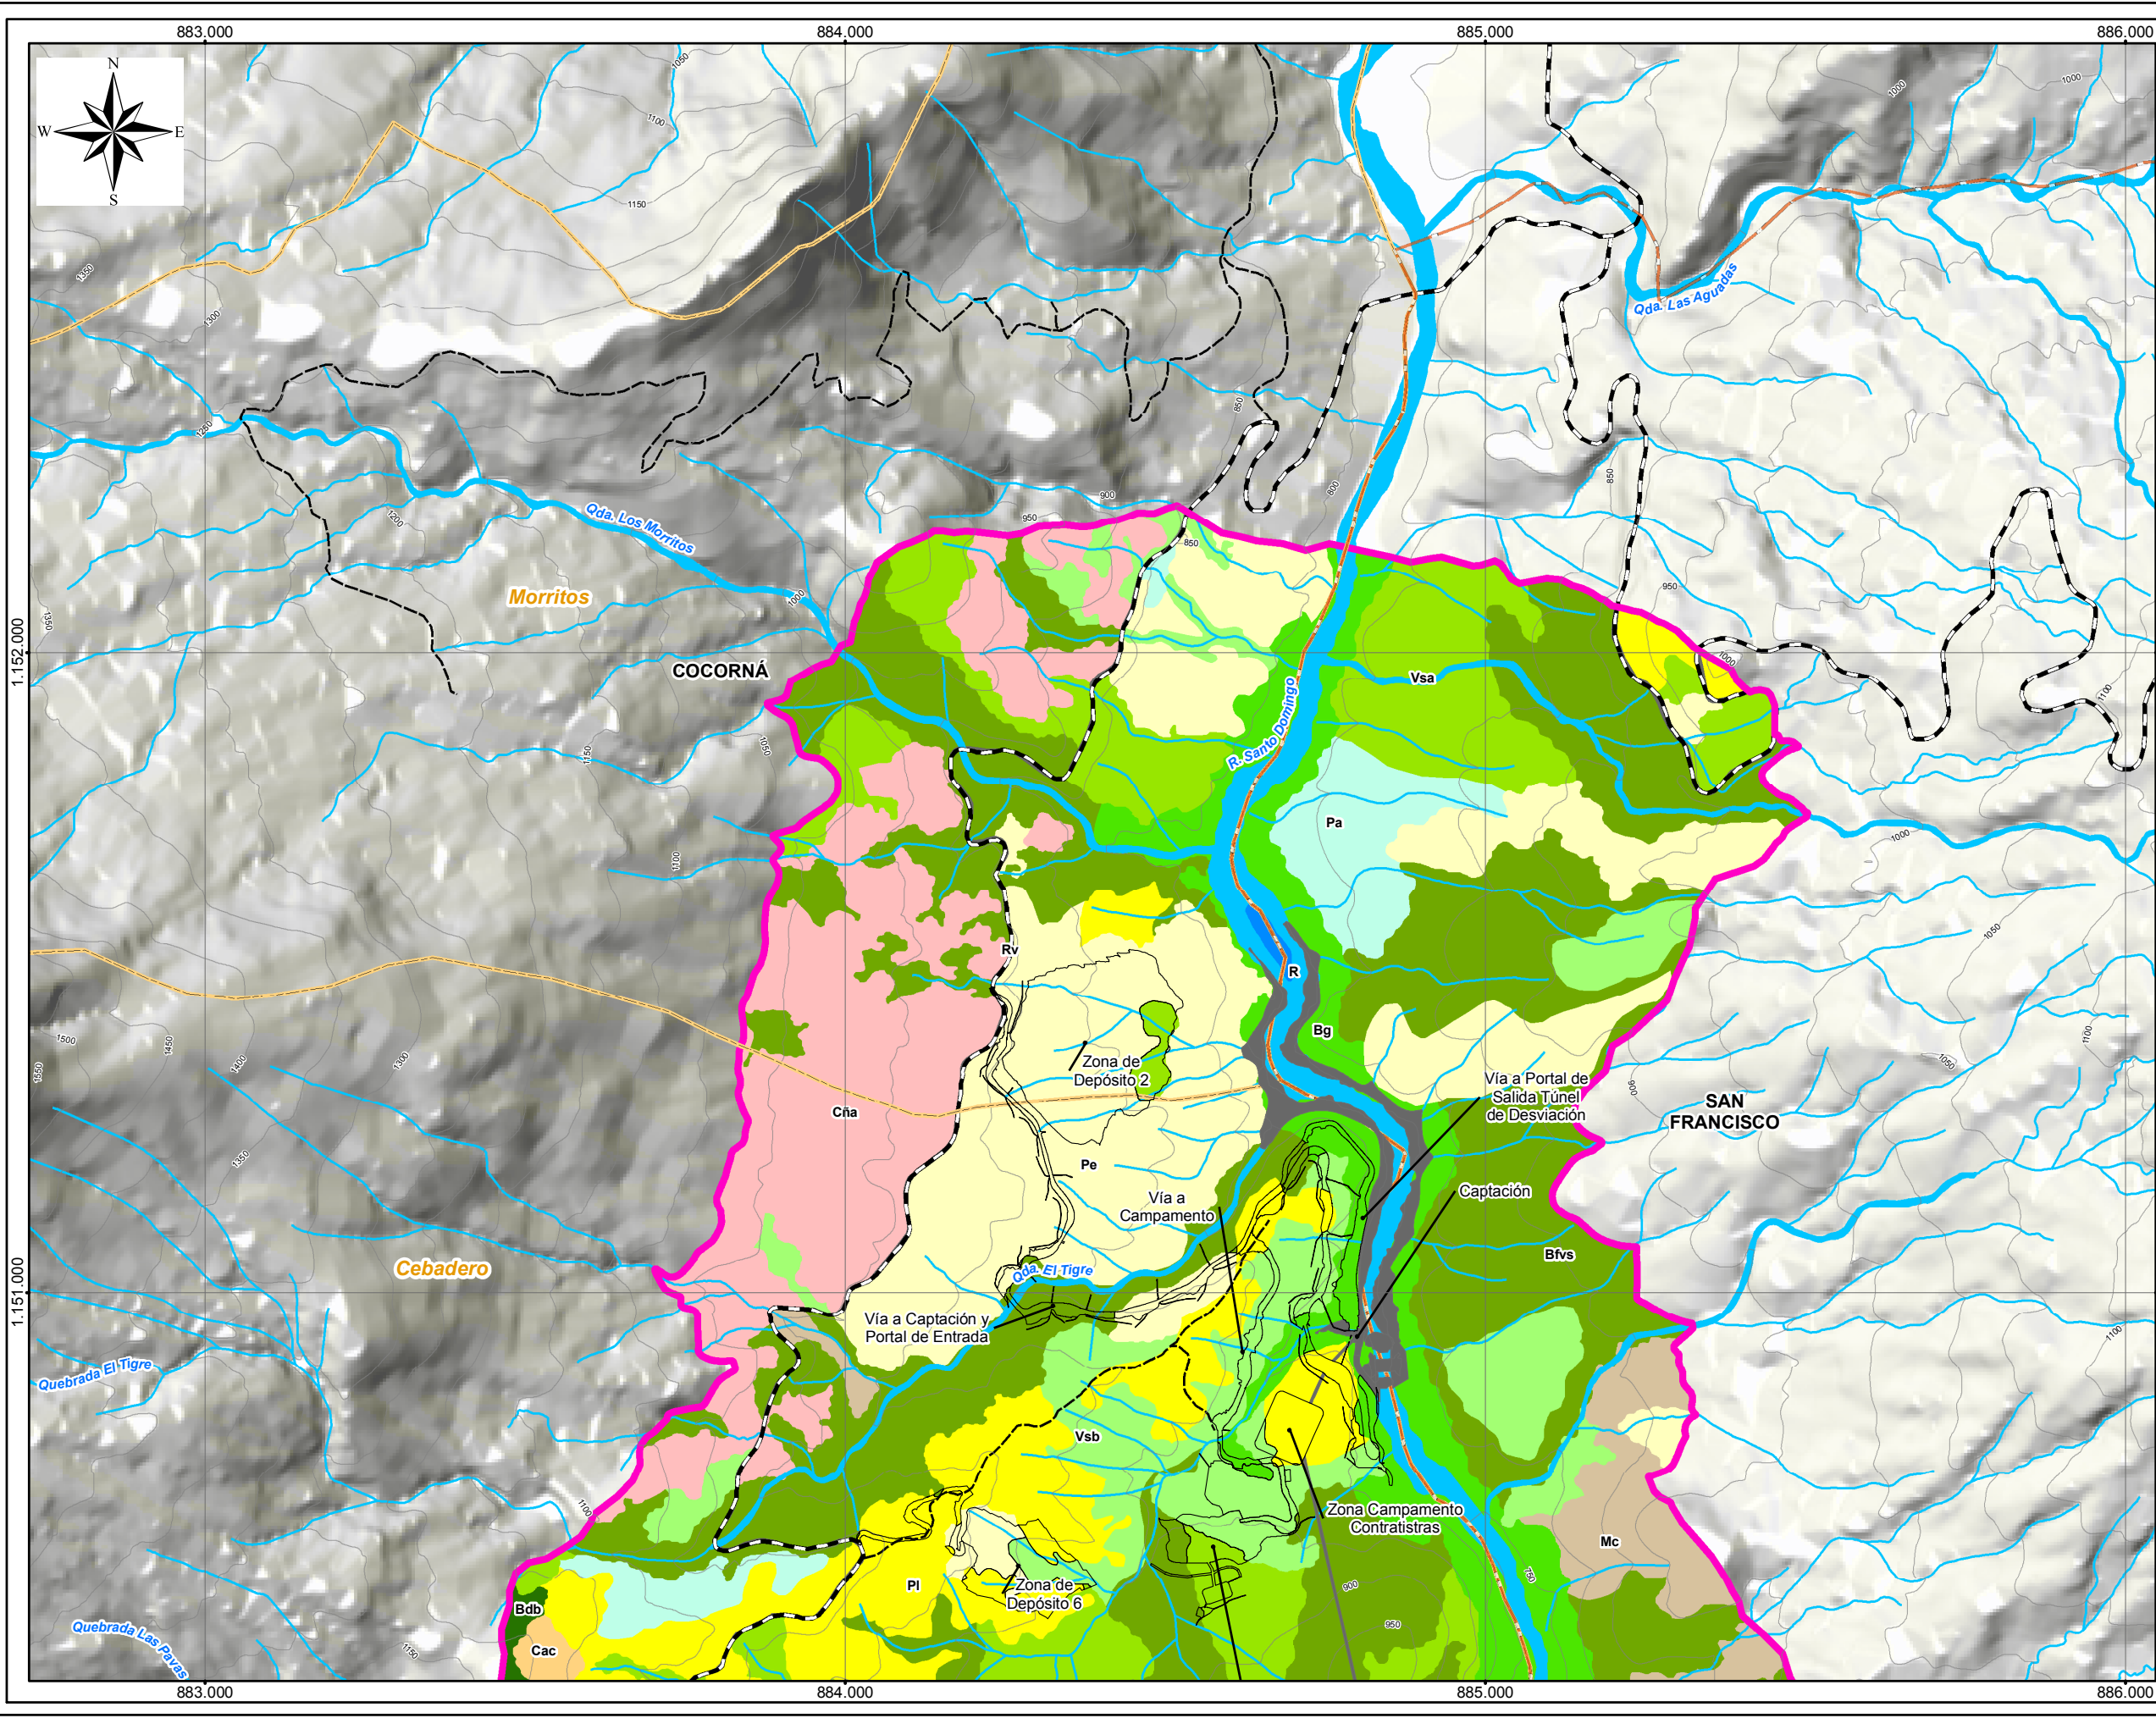 883.000
884.000
885.000
886.000
N
W
E
S
1050
1100
1150
1350
1300
1000
1000
Qda. Las Aguadas
1250
850
800
850
900
950
850
1200
Qda. Los Morritos
Morritos
1000
950
1350
1.152.000
COCORNÁ
Vsa
1000
1100
R. Santo Domingo
1050
1150
Pa
1100
1000
Rv
1050
R
Bg
1500
1450
1400
1300
1550
Zona de
Depósito 2
1100
1050
900
Vía a Portal de
Salida Túnel
de Desviación
SAN
FRANCISCO
Cña
1350
Pe
Vía a
Campamento
Captación
Bfvs
Cebadero
Qda. El Tigre
1.151.000
Vía a Captación y
Portal de Entrada
1100
Quebrada El Tigre
Vsb
1100
Zona Campamento
Contratistas
Mc
Pl
Zona de
Depósito 6
900
750
Bdb
950
Quebrada Las Pavas
1150
Cac
883.000
884.000
885.000
886.000